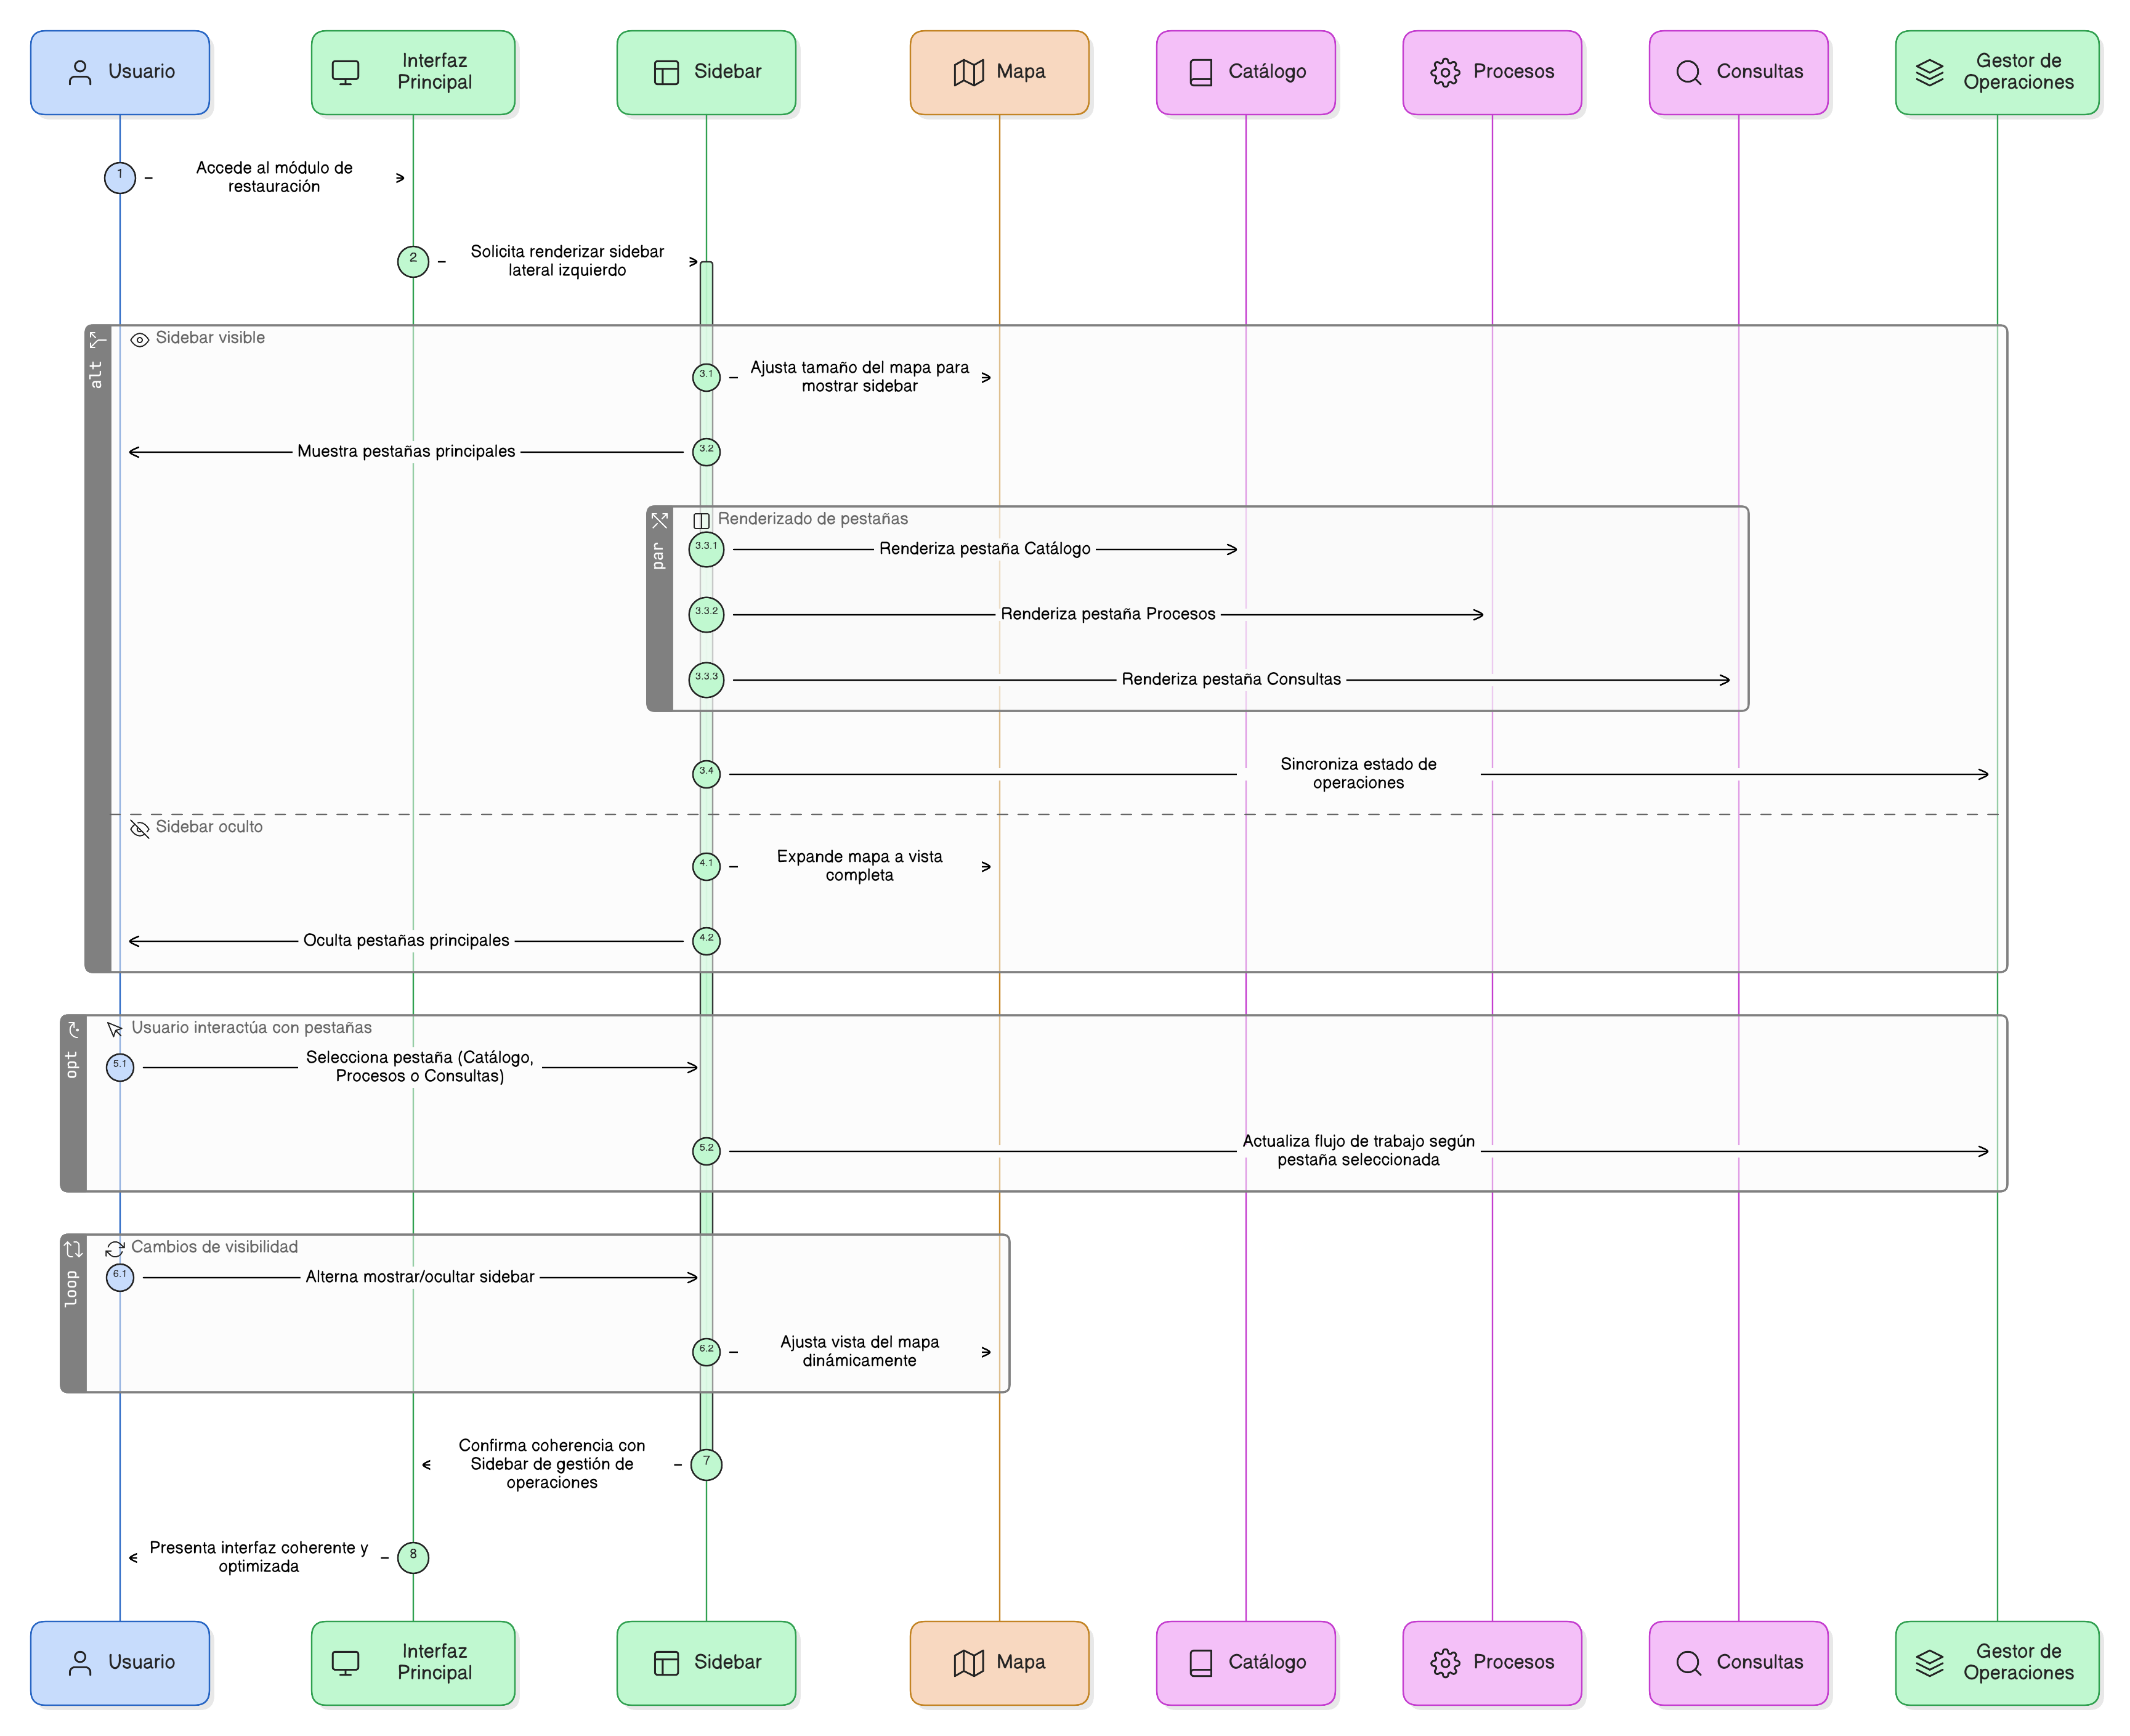 Usuario
Interfaz
Principal
Sidebar
Mapa
Catálogo
Procesos
Consultas
Gestor de
Operaciones
1
Accede al módulo de
restauración
2
Solicita renderizar sidebar
lateral izquierdo
alt
Sidebar visible
3.1
Ajusta tamaño del mapa para
mostrar sidebar
Muestra pestañas principales
3.2
par
Renderizado de pestañas
3.3.1
Renderiza pestaña Catálogo
3.3.2
Renderiza pestaña Procesos
3.3.3
Renderiza pestaña Consultas
3.4
Sincroniza estado de
operaciones
Sidebar oculto
4.1
Expande mapa a vista
completa
Oculta pestañas principales
4.2
opt
Usuario interactúa con pestañas
5.1
Selecciona pestaña (Catálogo,
Procesos o Consultas)
5.2
Actualiza flujo de trabajo según
pestaña seleccionada
loop
Cambios de visibilidad
6.1
Alterna mostrar/ocultar sidebar
6.2
Ajusta vista del mapa
dinámicamente
Confirma coherencia con
Sidebar de gestión de
operaciones
7
Presenta interfaz coherente y
optimizada
8
Usuario
Interfaz
Principal
Sidebar
Mapa
Catálogo
Procesos
Consultas
Gestor de
Operaciones